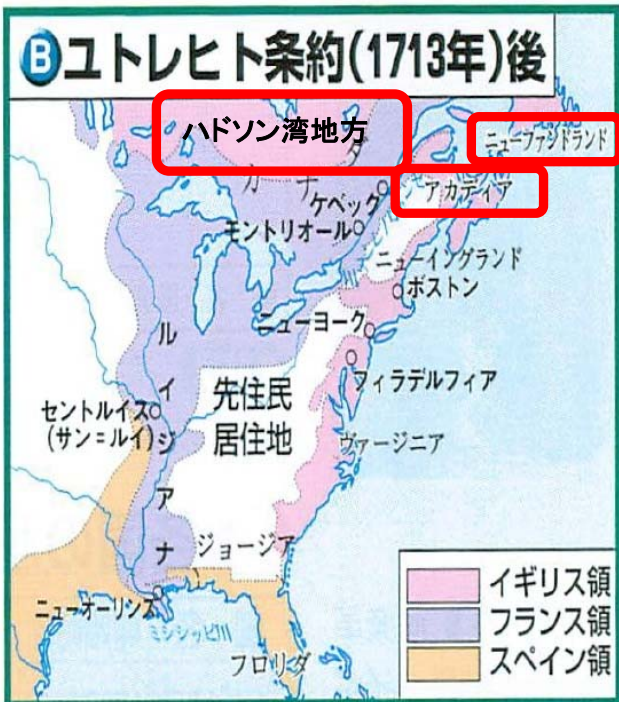 Bユトレヒト条約(1713年)後
ハドソン湾地方
ニューファンドランド
カナダ
アカディア
ケベック
モントリオール
ニューイングランド
ボストン
ニューヨーク
フィラデルフィア
ルイジアナ
先住民
居住地
セントルイス
(サン=ルイ)
ヴァージニア
ジョージア
ニューオーリンズ
ミシシッピ川
フロリダ
イギリス領
フランス領
スペイン領